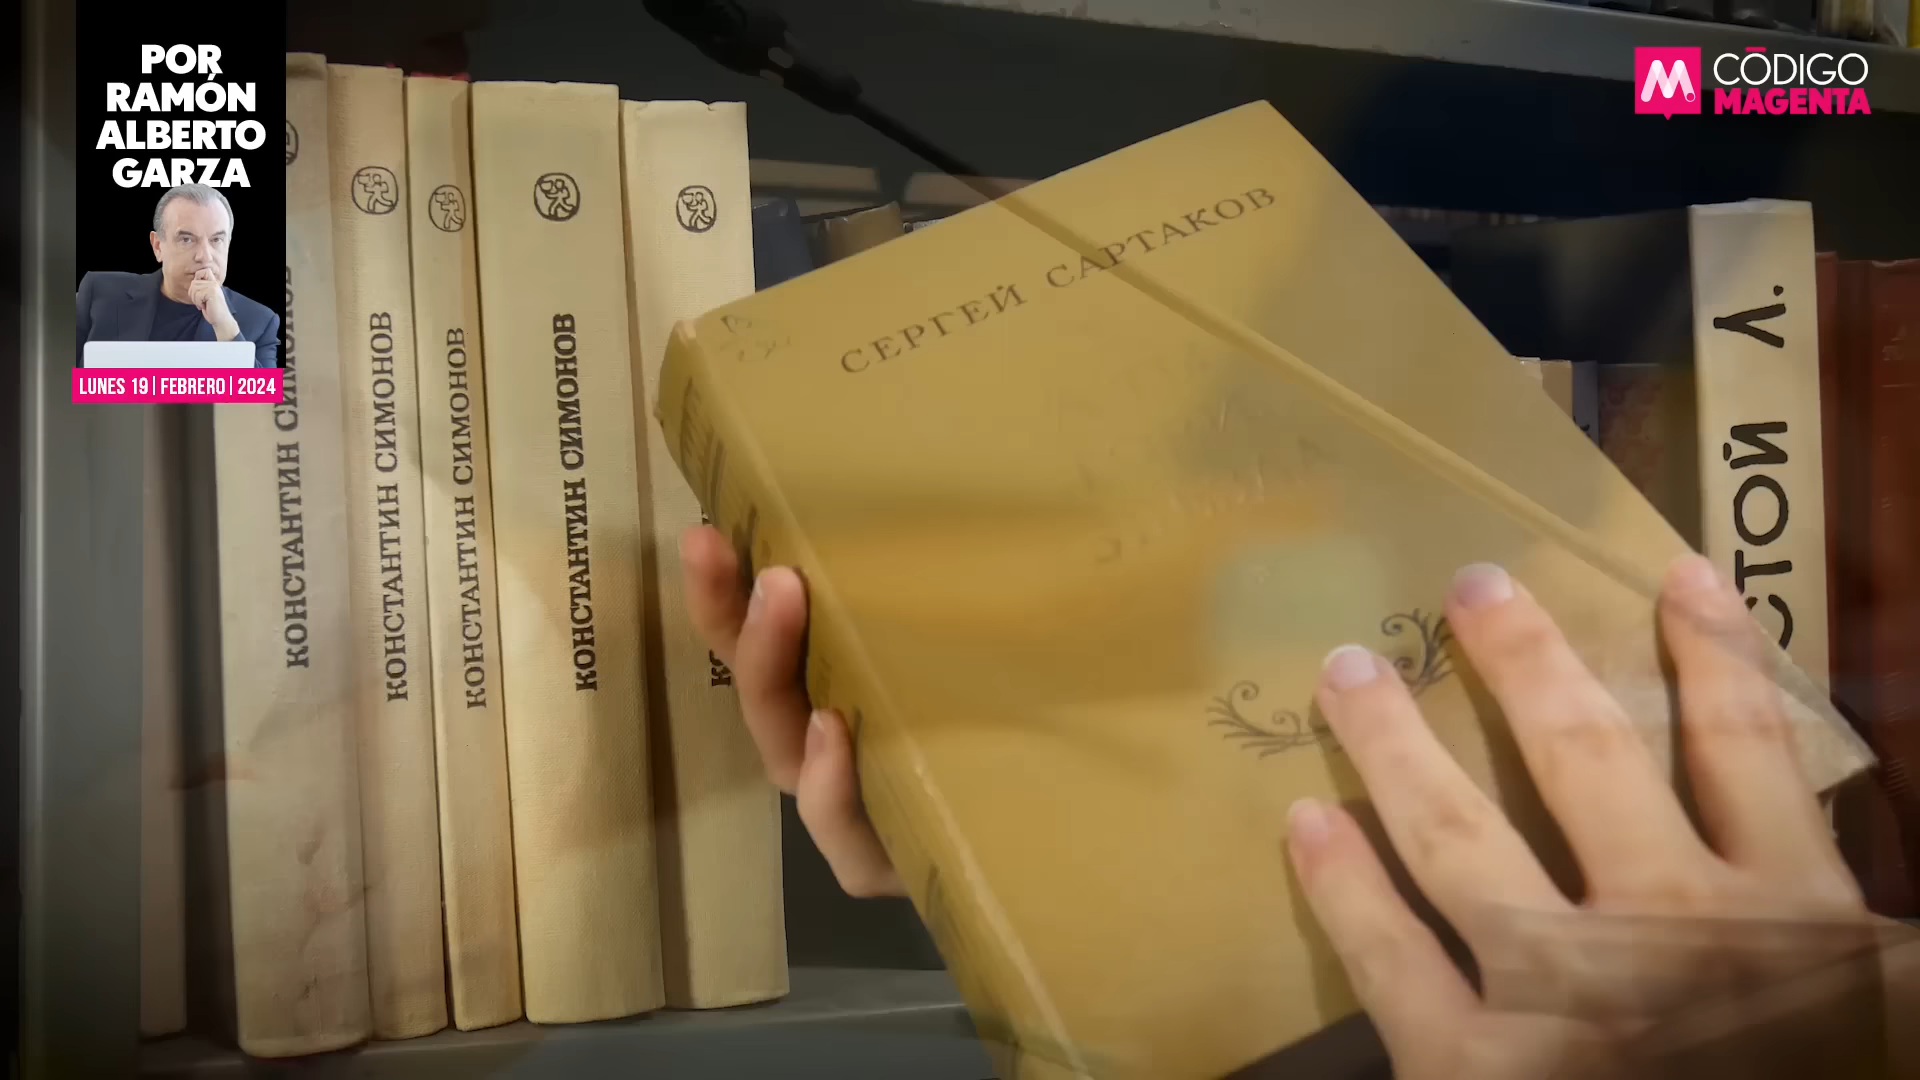 POR
RAMÓN
ALBERTO
GARZA
LUNES 19 | FEBRERO | 2024
CÓDIGO
MAGENTA
КОНСТАНТИН СИМОНОВ
КОНСТАНТИН СИМОНОВ
КОНСТАНТИН СИМОНОВ
КОНСТАНТИН СИМОНОВ
СЕРГЕЙ САРТАКОВ
Л.